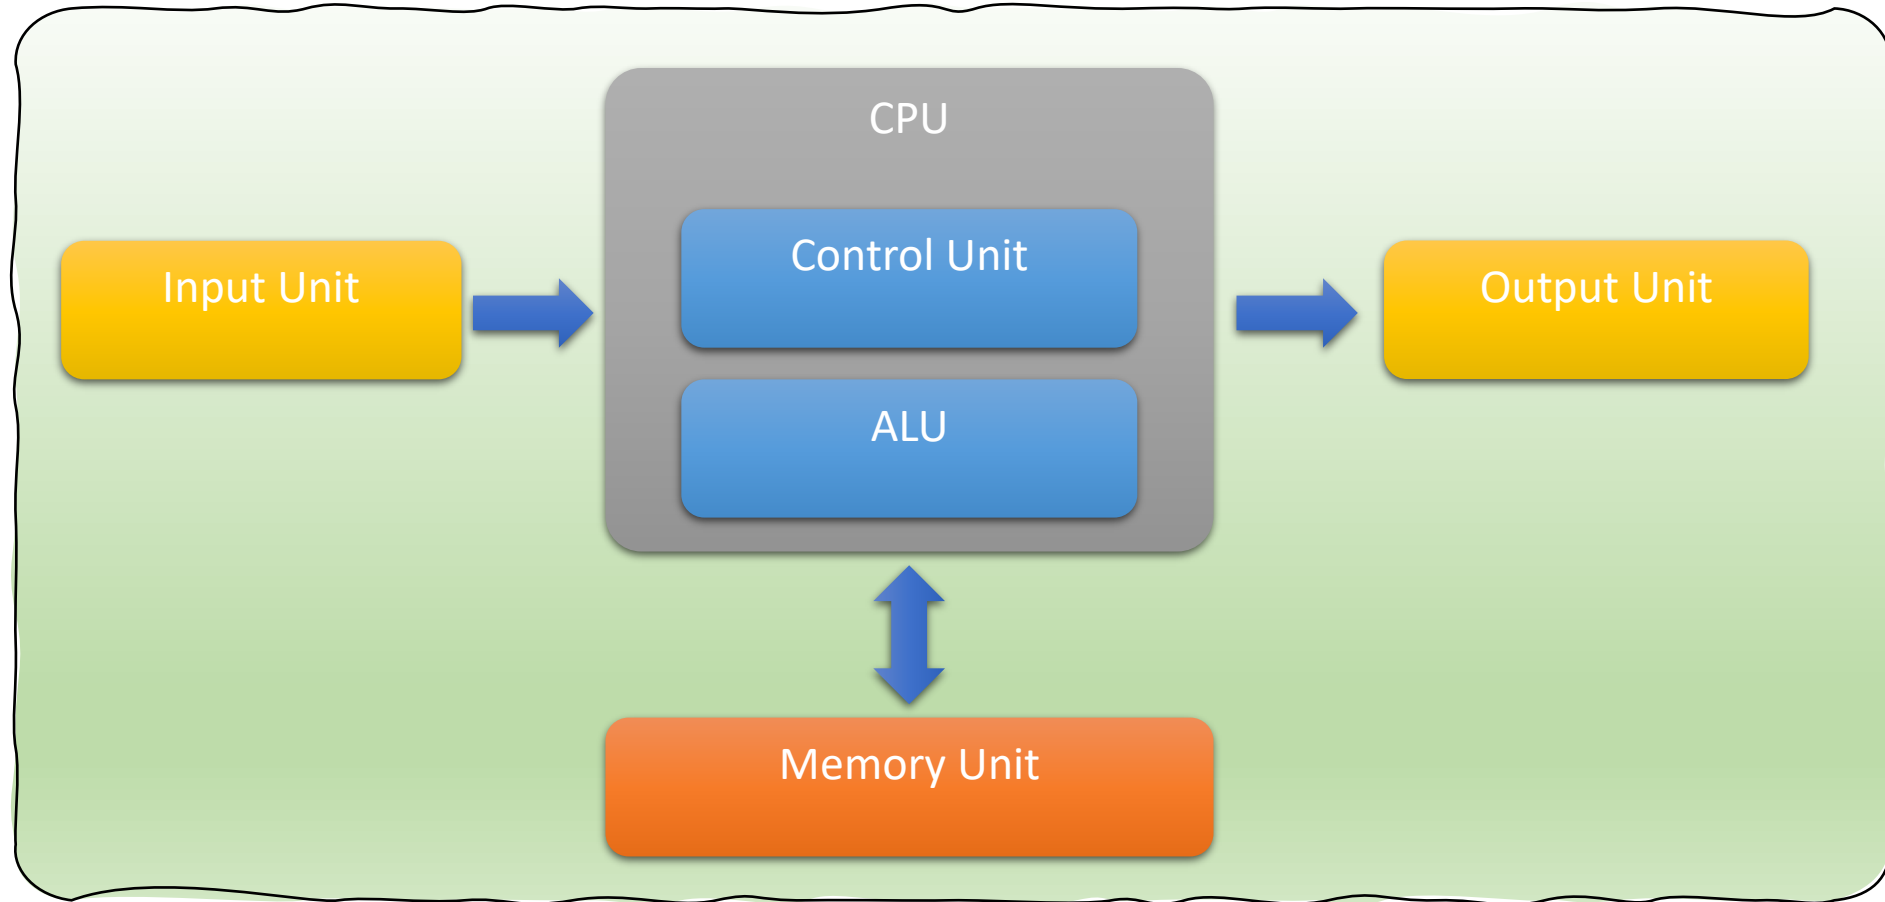 CPU
Input Unit
Control Unit
Output Unit
ALU
Memory Unit